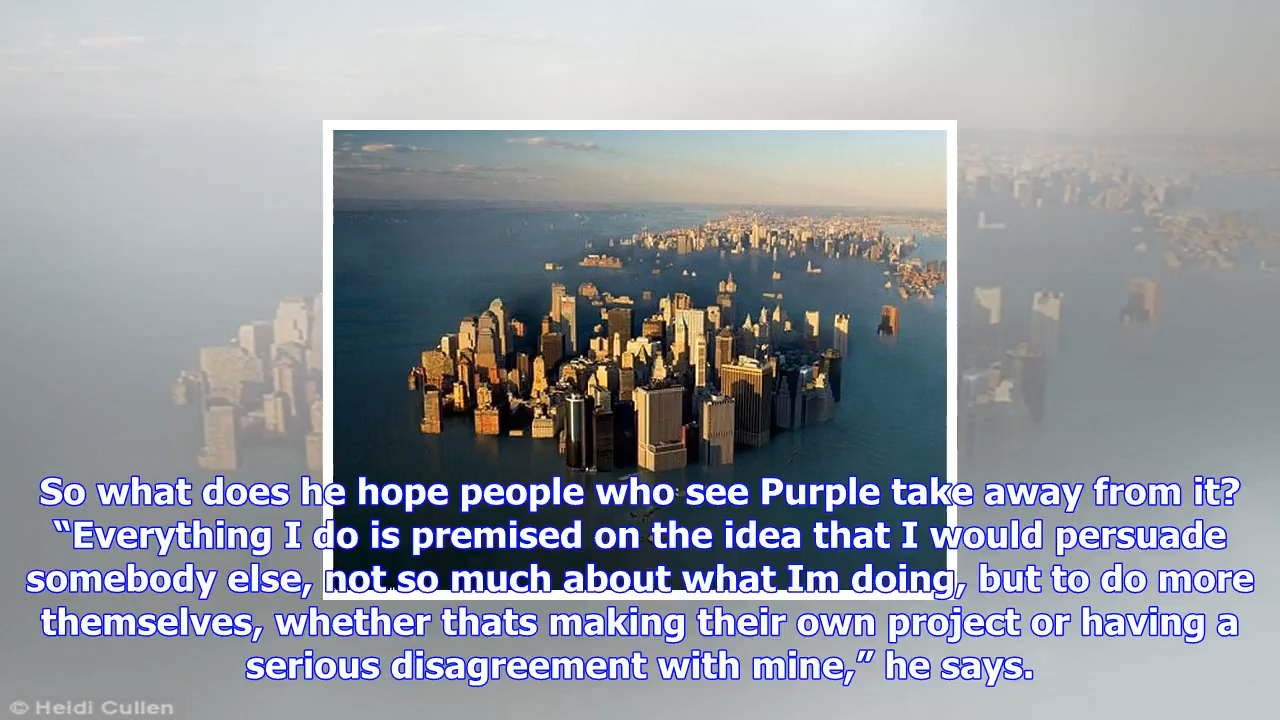 So what does he hope people who see Purple take away from it?
“Everything I do is premised on the idea that I would persuade
somebody else, not so much about what Im doing, but to do more
themselves, whether thats making their own project or having a
serious disagreement with mine,” he says.
© Heidi Cullen